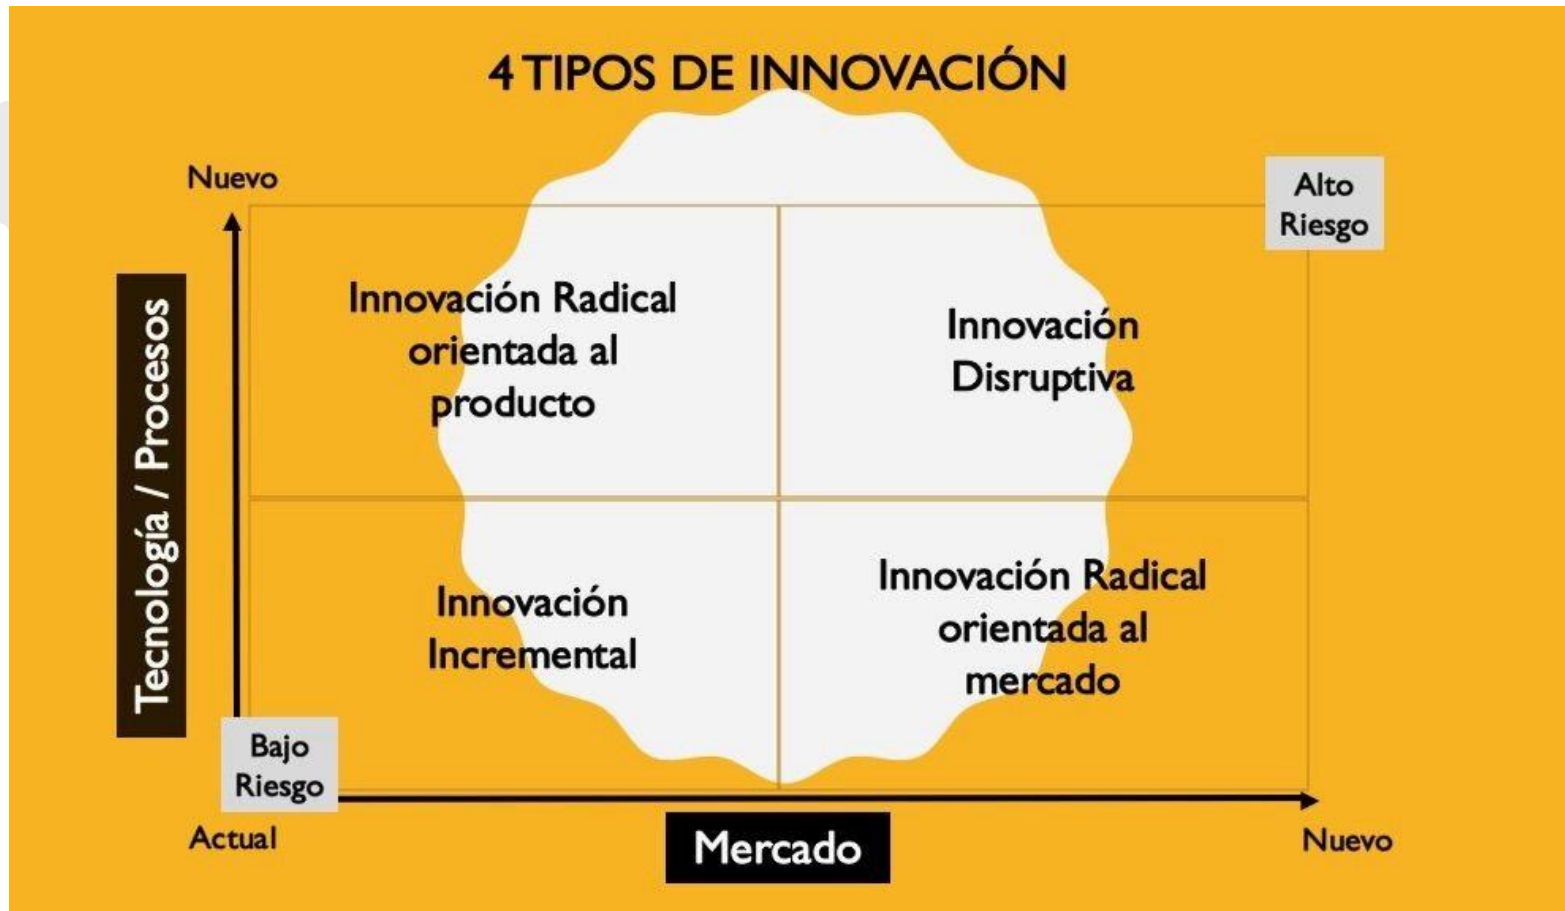 4 TIPOS DE INNOVACIÓN
Nuevo
Alto
Riesgo
Tecnología / Procesos
Innovación Radical
orientada al
producto
Innovación
Disruptiva
Innovación
Incremental
Innovación Radical
orientada al
mercado
Bajo
Riesgo
Actual
Mercado
Nuevo